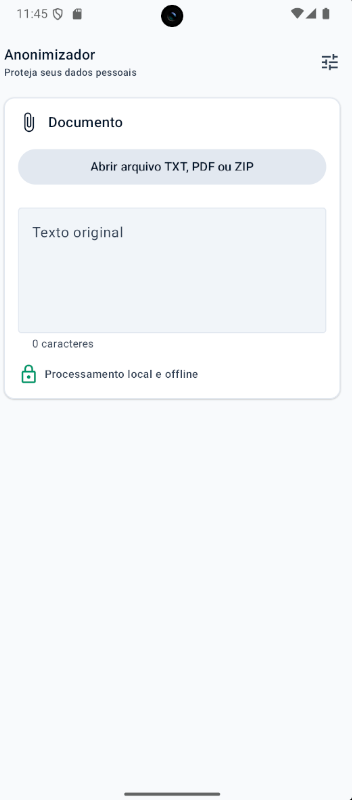 11:45
Anonimizador
Proteja seus dados pessoais
Documento
Abrir arquivo TXT, PDF ou ZIP
Texto original
0 caracteres
Processamento local e offline